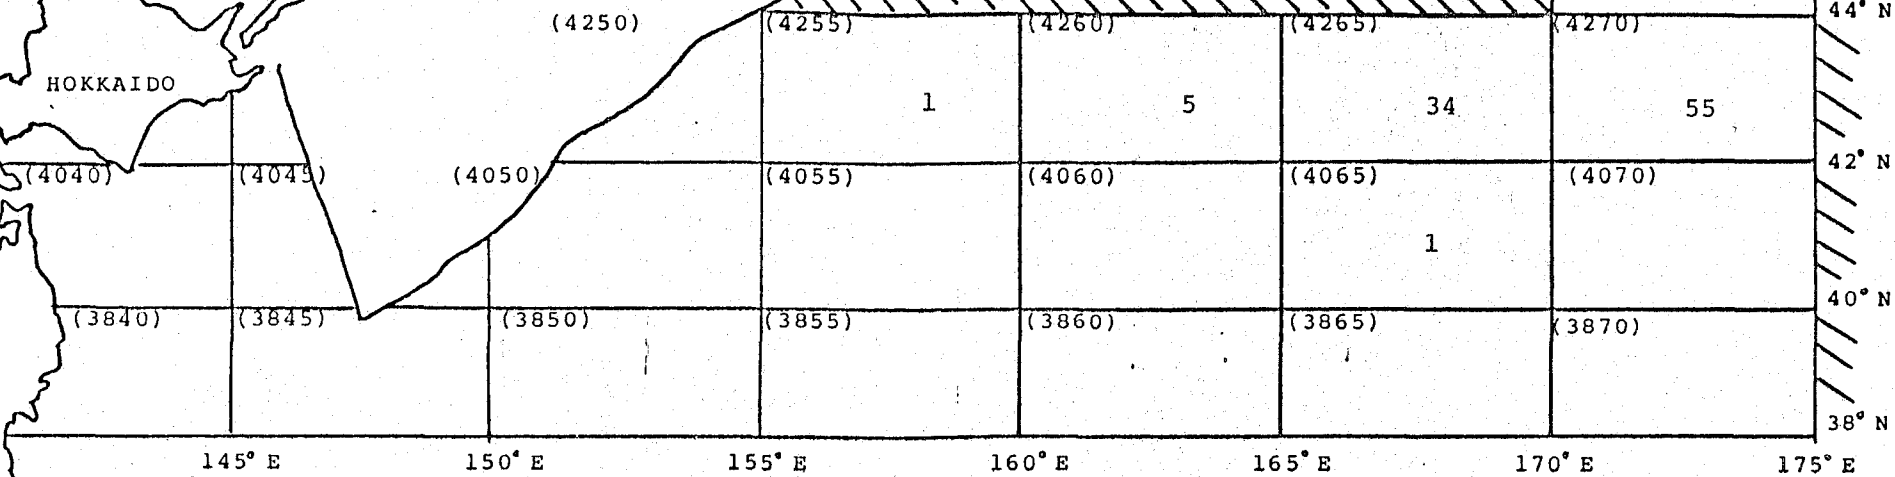 44° N
(4250) (4255) (4260) (4265) (4270)
HOKKAIDO
1 5 34 55
42° N
(4040) (4045) (4050) (4055) (4060) (4065) (4070)
1
40° N
(3840) (3845) (3850) (3855) (3860) (3865) (3870)
38° N
145° E 150° E 155° E 160° E 165° E 170° E 175° E